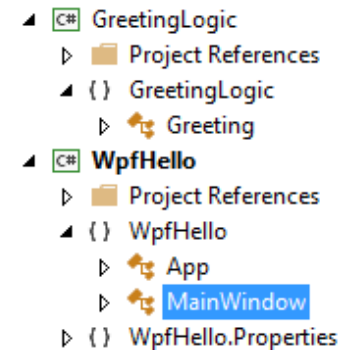 C# GreetingLogic
Project References
{ } GreetingLogic
Greeting
C# WpfHello
Project References
{ } WpfHello
App
MainWindow
{ } WpfHello.Properties